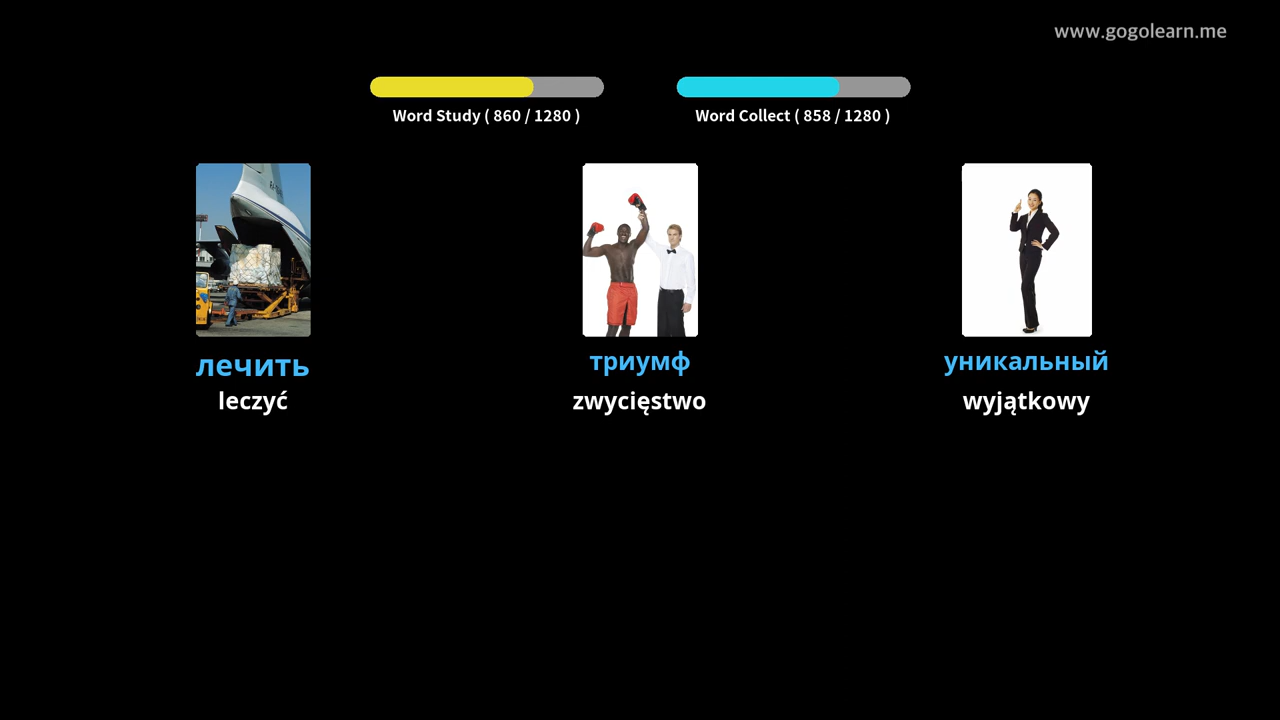 www.gogolearn.me
Word Study ( 860 / 1280 )
Word Collect ( 858 / 1280 )
лечить
триумф
уникальный
leczyć
zwycięstwo
wyjątkowy